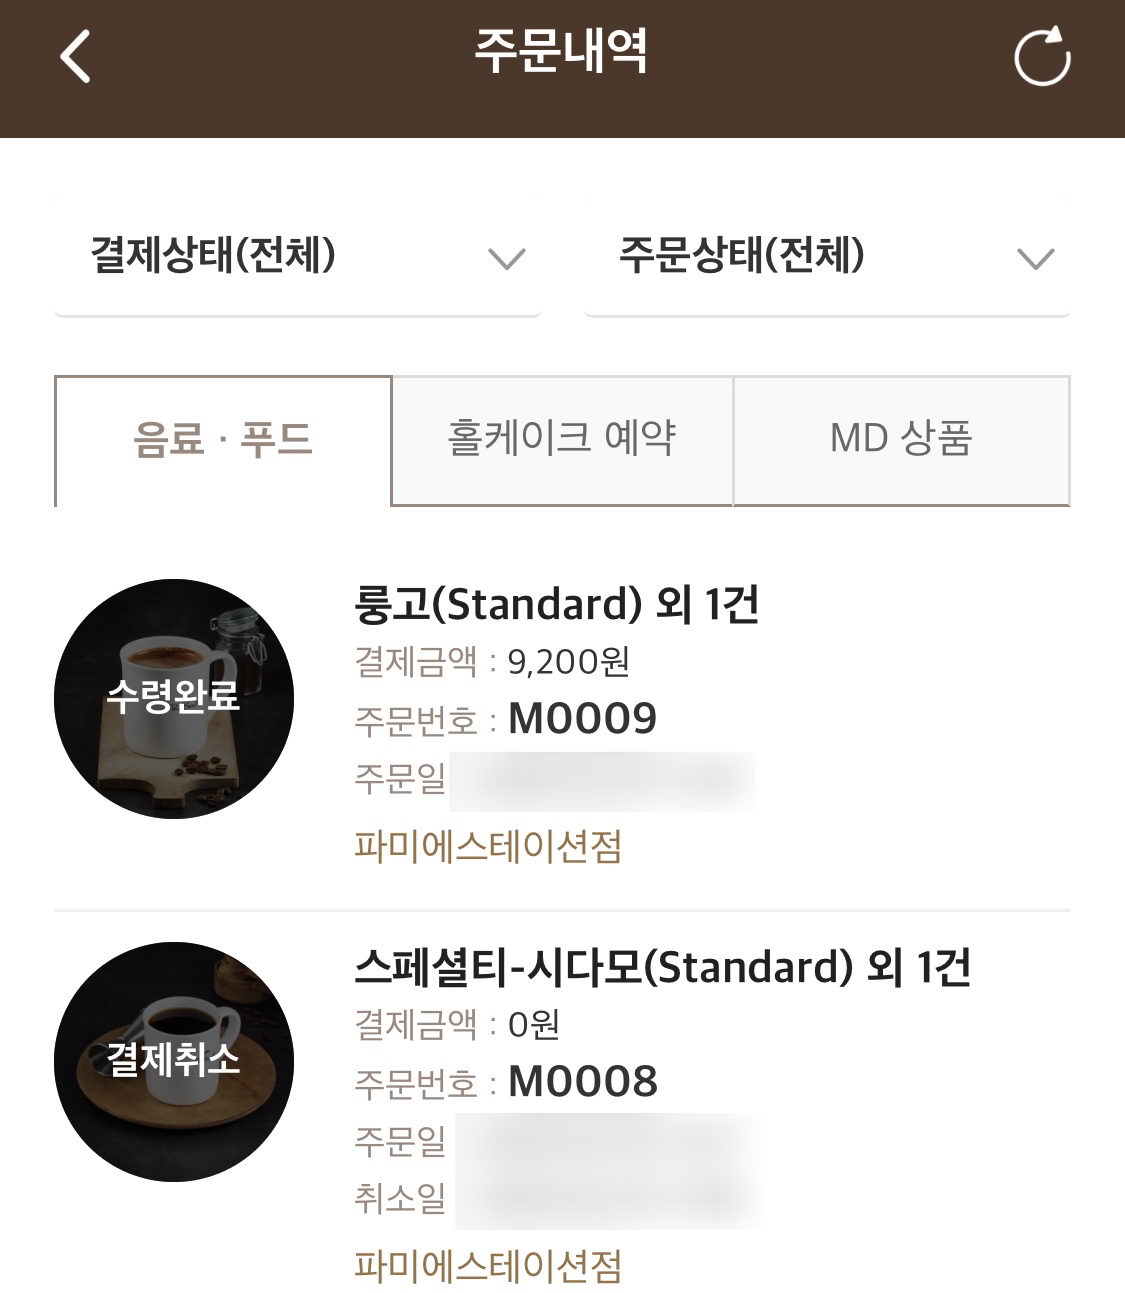 주문내역
결제상태(전체)
주문상태(전체)
음료 · 푸드
홀케이크 예약
MD 상품
수령완료
룽고(Standard) 외 1건
결제금액 : 9,200원
주문번호 : M0009
주문일
파미에스테이션점
결제취소
스페셜티-시다모(Standard) 외 1건
결제금액 : 0원
주문번호 : M0008
주문일
취소일
파미에스테이션점